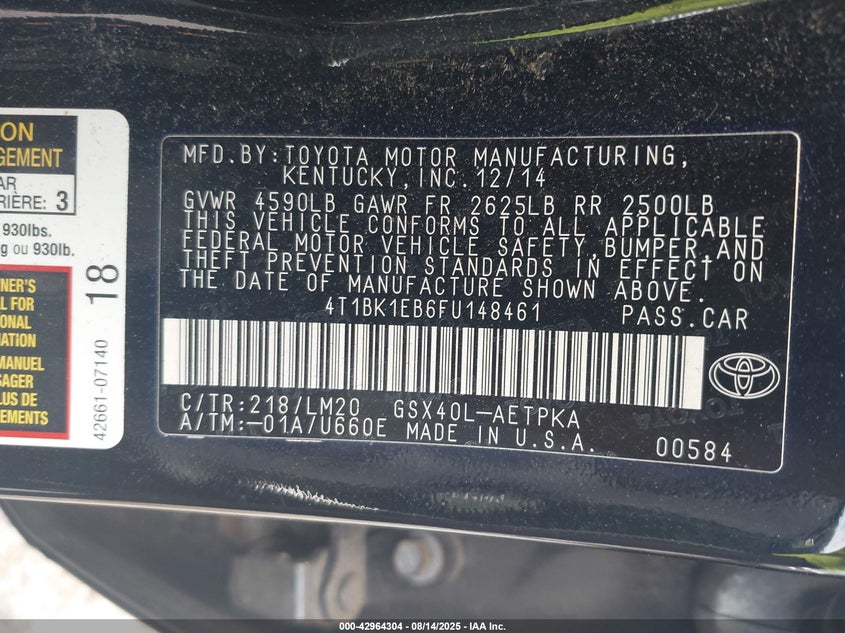 ON
GEMENT
AR
RIÈRE: 3
930lbs.
g ou 930lb.
NER'S
L FOR
ONAL
MATION
MANUEL
SAGER
PLUS DE
EMENTS
42661-07140
18
MFD.BY:TOYOTA MOTOR MANUFACTURING,
KENTUCKY,INC.12/14
GVWR 4590LB GAWR FR 2625LB RR 2500LB
THIS VEHICLE CONFORMS TO ALL APPLICABLE
FEDERAL MOTOR VEHICLE SAFETY,BUMPER,AND
THEFT PREVENTION STANDARDS IN EFFECT ON
THE DATE OF MANUFACTURE SHOWN ABOVE.
4T1BK1EB6FU148461 PASS.CAR
C/TR:218/LM20 GSX40L-AETPKA
A/TM:-01A/U660E MADE IN U.S.A. 00584
000-42964304 - 08/14/2025 - IAA Inc.